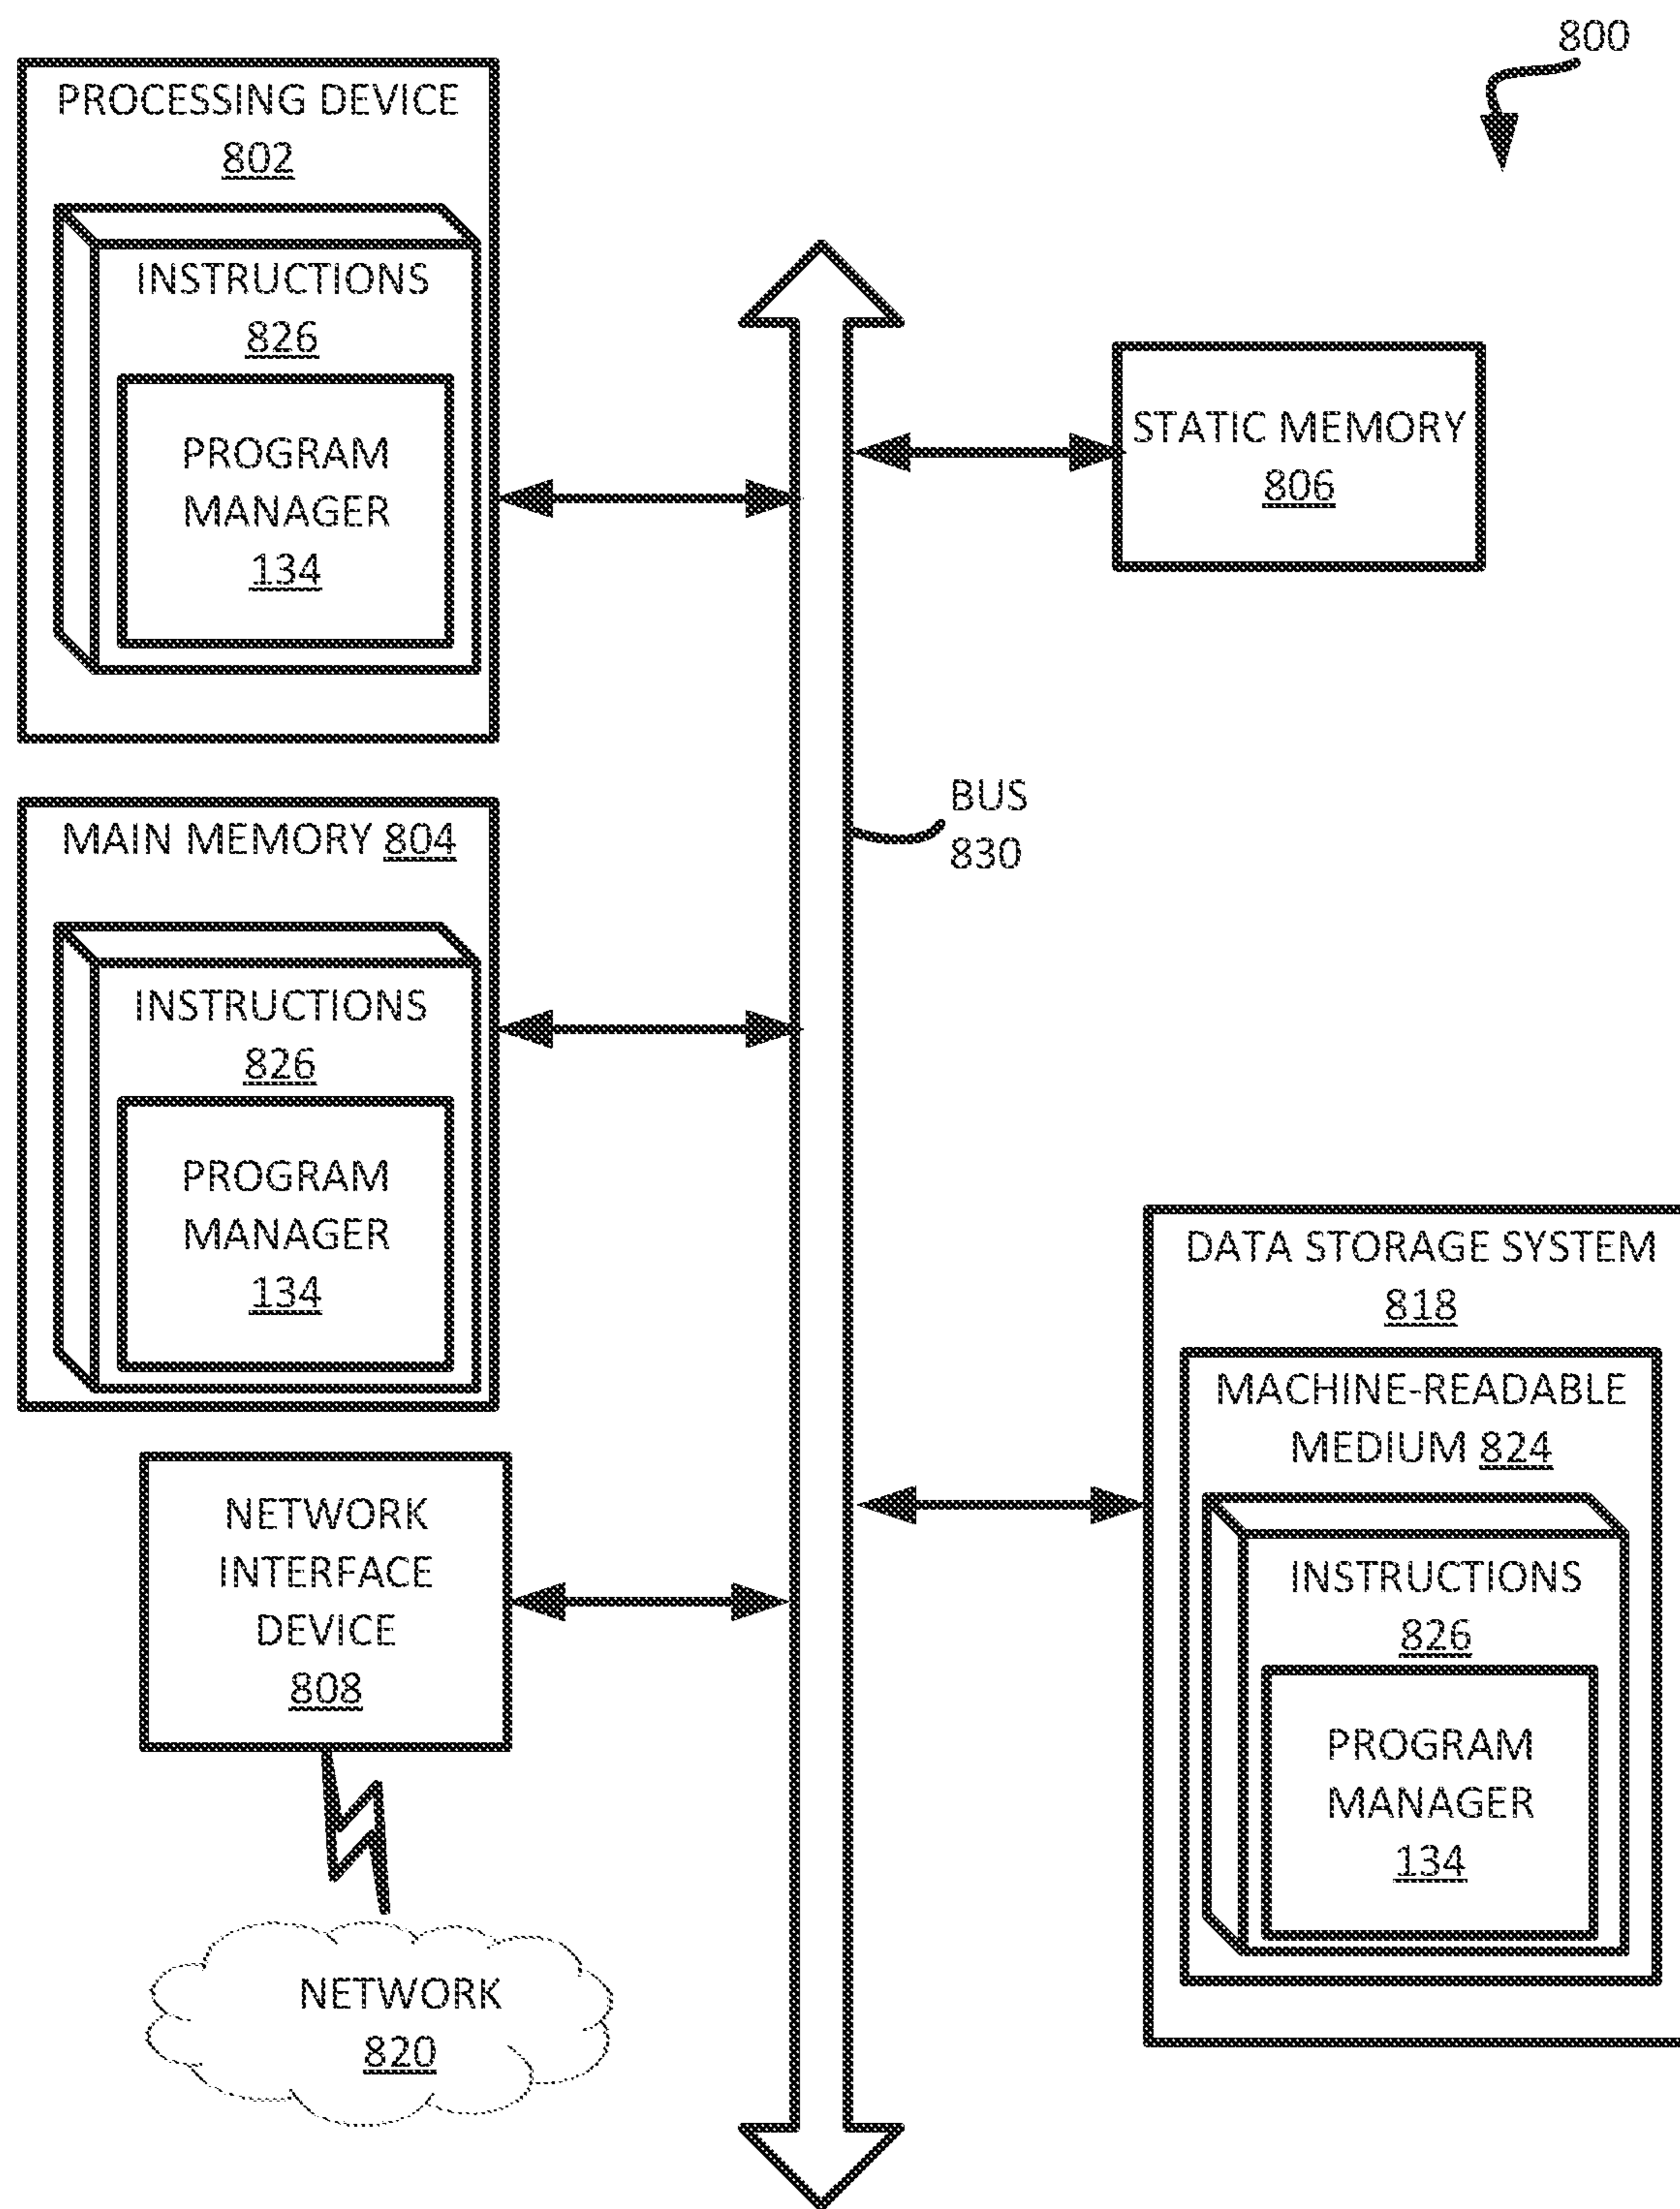 800
PROCESSING DEVICE
802
INSTRUCTIONS
826
PROGRAM
MANAGER
134
STATIC MEMORY
806
BUS
830
MAIN MEMORY 804
INSTRUCTIONS
826
PROGRAM
MANAGER
134
DATA STORAGE SYSTEM
818
MACHINE-READABLE
MEDIUM 824
INSTRUCTIONS
826
PROGRAM
MANAGER
134
NETWORK
INTERFACE
DEVICE
808
NETWORK
820